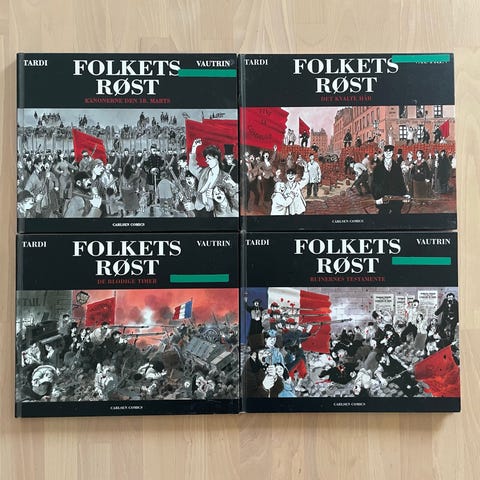 TARDI
FOLKETS
RØST
VAUTRIN
KANONERNE DEN 18. MARTS
CARLSEN COMICS
TARDI
FOLKETS
RØST
VAUTRIN
DET KVALTE HÅB
CARLSEN COMICS
TARDI
FOLKETS
RØST
VAUTRIN
DE BLODIGE TIMER
CARLSEN COMICS
TARDI
FOLKETS
RØST
VAUTRIN
RUINERNES TESTAMENTE
CARLSEN COMICS